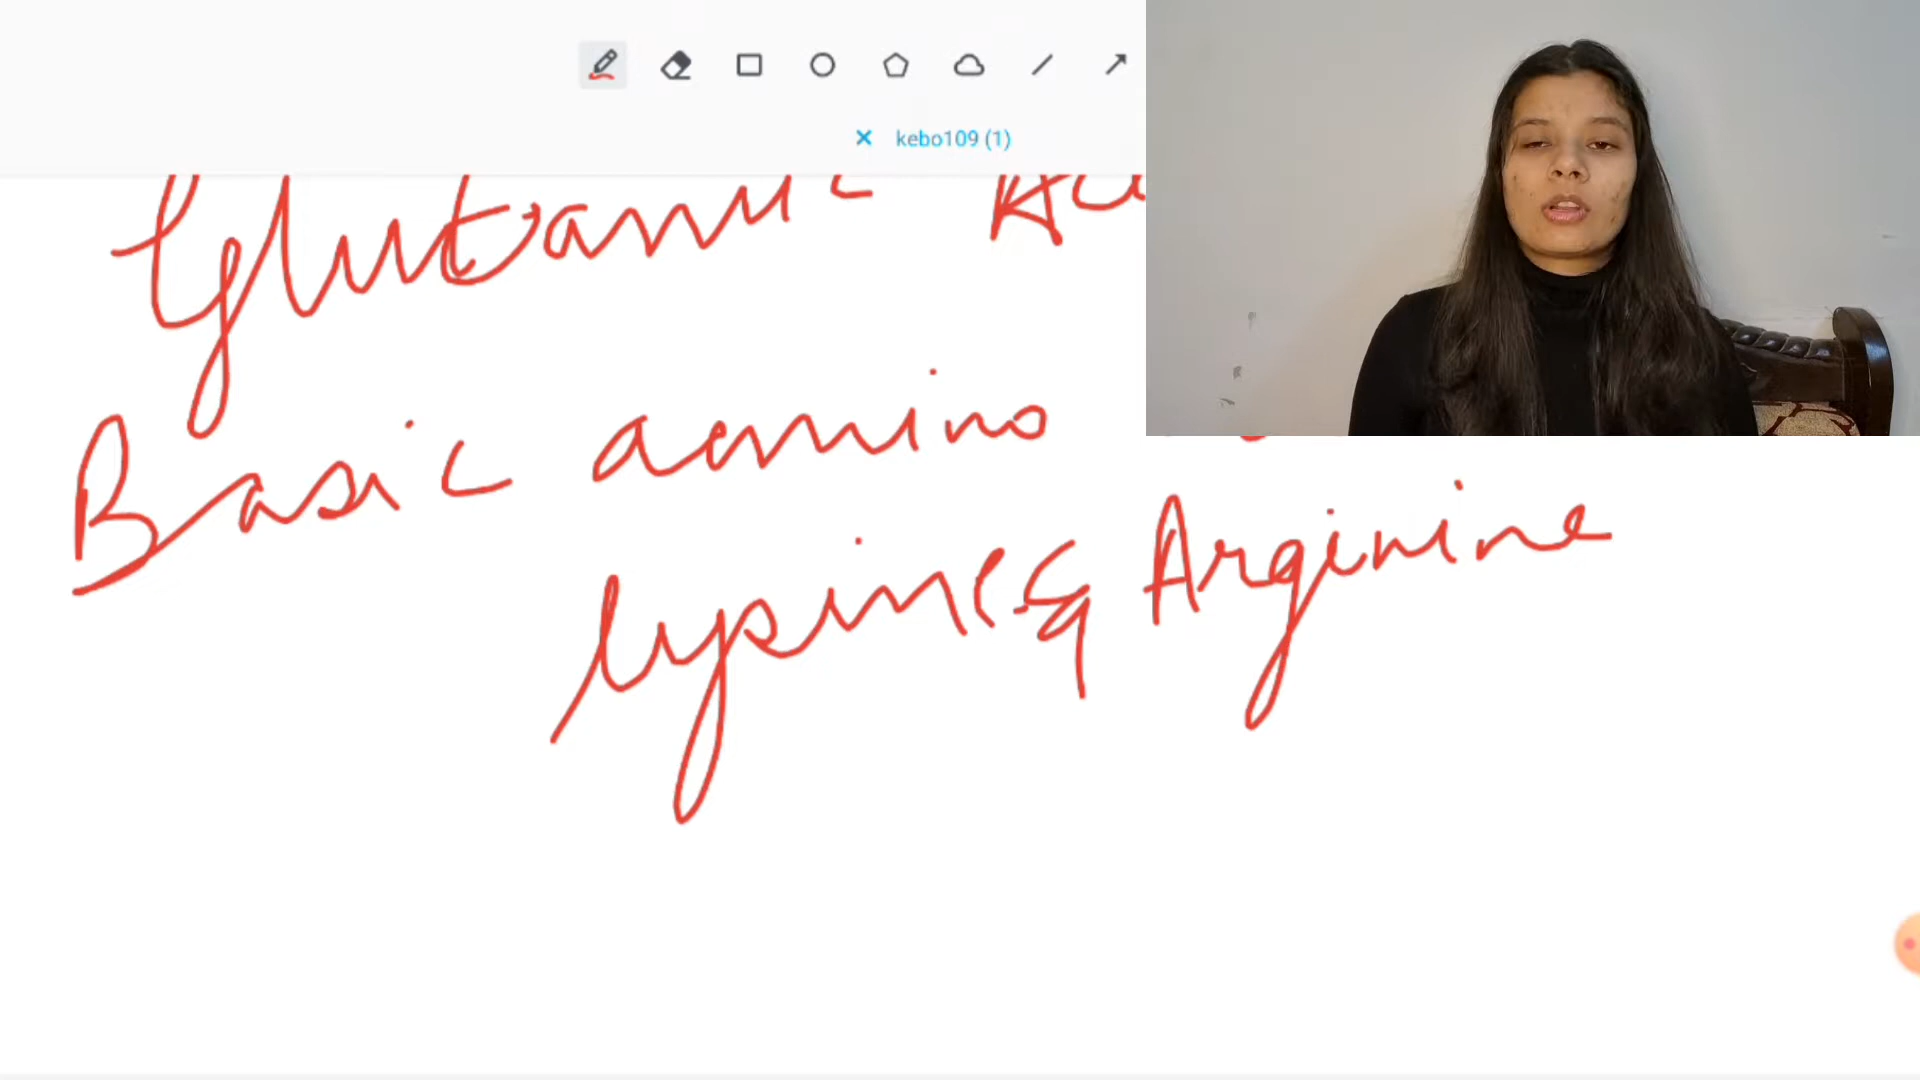 kebo109 (1)
Glutamic
Basic amino
lysine & Arginine